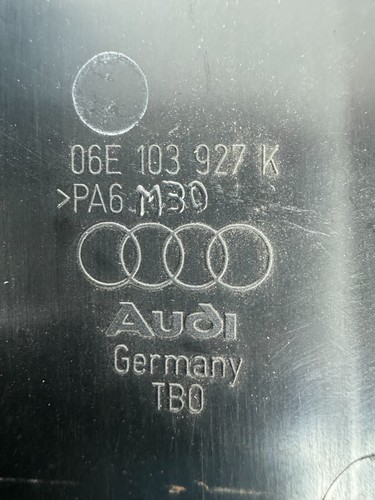 06E 103 927 K
>PA6 M30
Audi
Germany
TBO